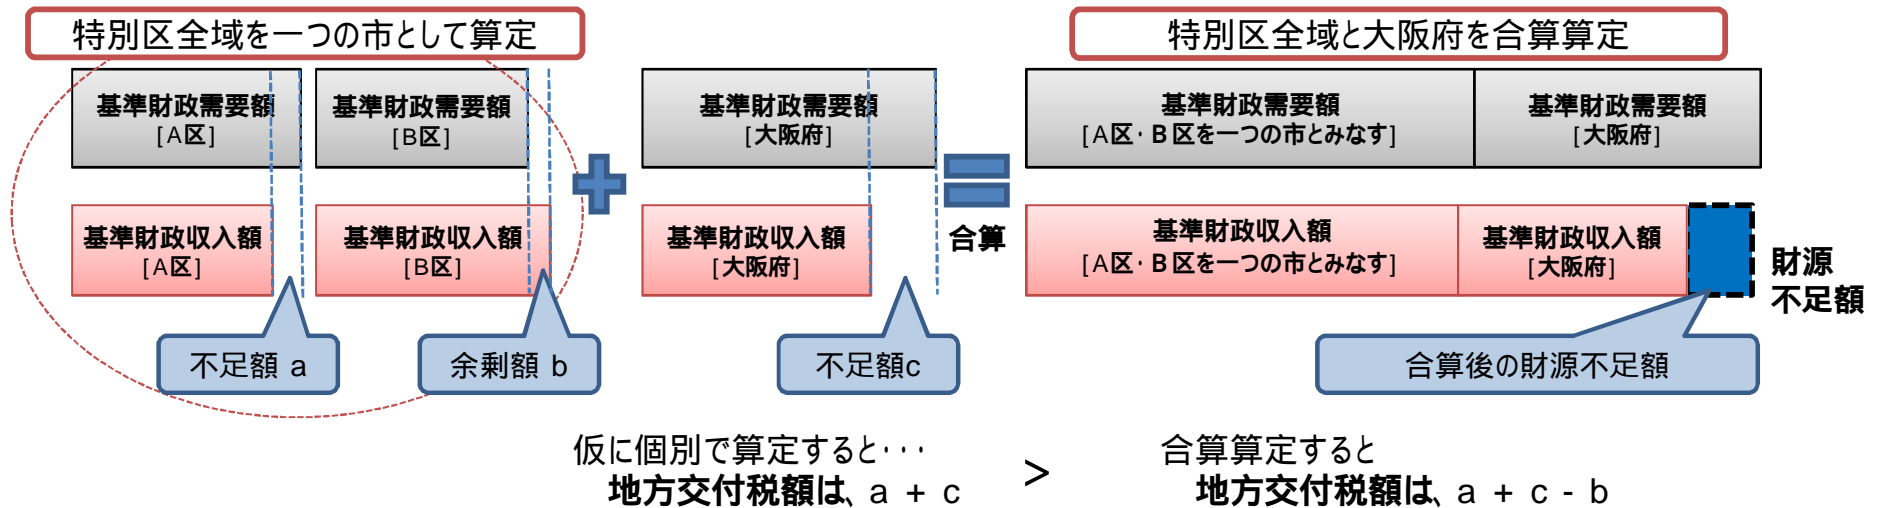 特別区全域を一つの市として算定
特別区全域と大阪府を合算算定
基準財政需要額
[A区]
基準財政需要額
[B区]
基準財政需要額
[大阪府]
基準財政需要額
[A区・B区を一つの市とみなす]
基準財政需要額
[大阪府]
基準財政収入額
[A区]
基準財政収入額
[B区]
基準財政収入額
[大阪府]
合算
基準財政収入額
[A区・B区を一つの市とみなす]
基準財政収入額
[大阪府]
財源
不足額
不足額 a
余剰額 b
不足額c
合算後の財源不足額
仮に個別で算定すると・・・
地方交付税額は、a + c
>
合算算定すると
地方交付税額は、a + c - b